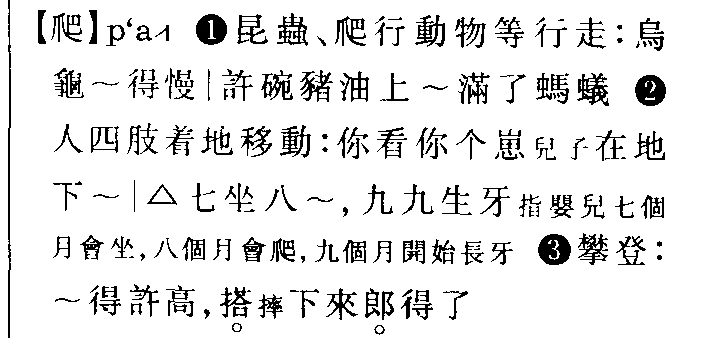 【爬】pʻa˧˥ ❶昆蟲、爬行動物等行走：烏
龜～得慢｜許碗豬油上～滿了螞蟻 ❷
人四肢着地移動：你看你个崽兒子在地
下～｜△七坐八～，九九生牙指嬰兒七個
月會坐，八個月會爬，九個月開始長牙 ❸攀登：
～得許高，搭摔下來郎得了